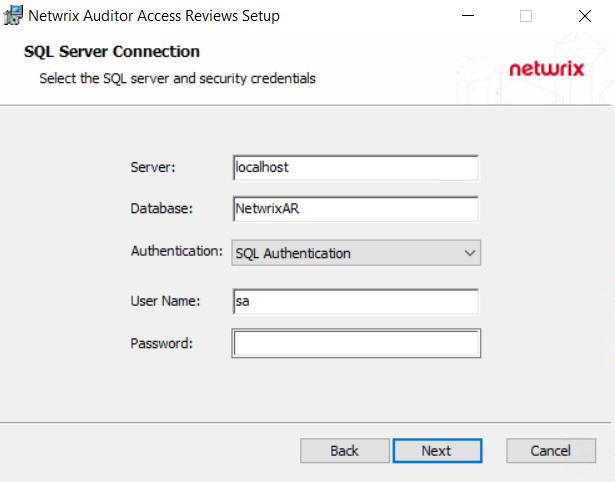 Netwrix Auditor Access Reviews Setup
SQL Server Connection
Select the SQL server and security credentials
netwrix
Server: localhost
Database: NetwrixAR
Authentication: SQL Authentication
User Name: sa
Password:
Back Next Cancel